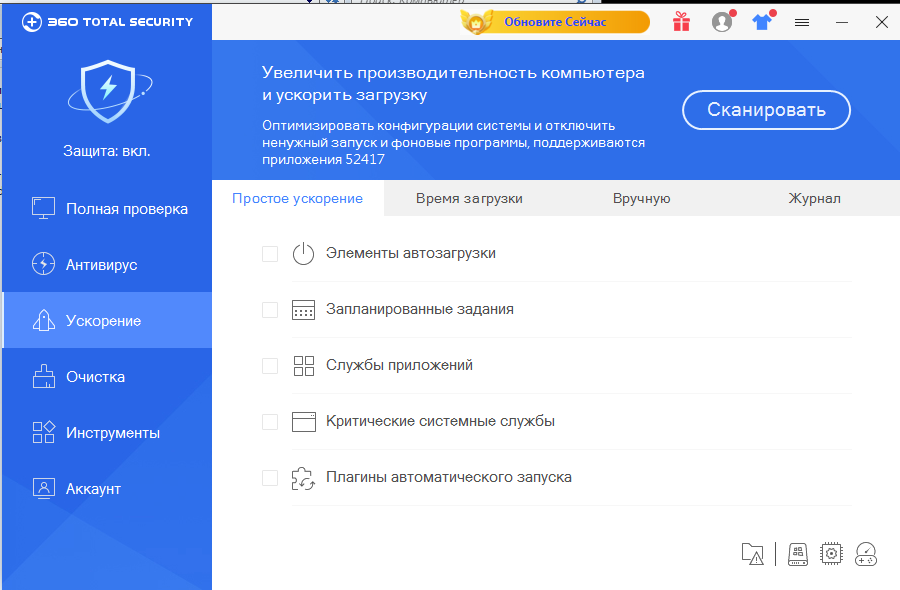 360 TOTAL SECURITY
Обновите Сейчас
Защита: вкл.
Полная проверка
Антивирус
Ускорение
Очистка
Инструменты
Аккаунт
Увеличить производительность компьютера
и ускорить загрузку
Оптимизировать конфигурации системы и отключить
ненужный запуск и фоновые программы, поддерживаются
приложения 52417
Сканировать
Простое ускорение
Время загрузки
Вручную
Журнал
Элементы автозагрузки
Запланированные задания
Службы приложений
Критические системные службы
Плагины автоматического запуска